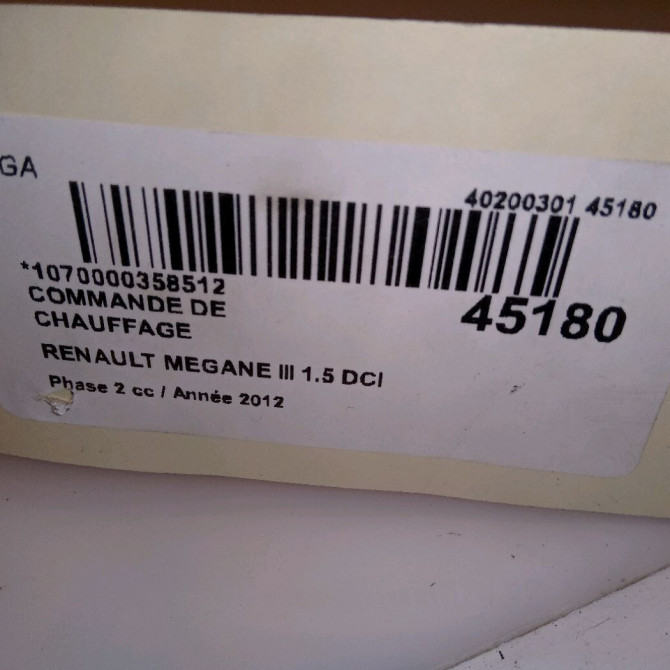 GA
40200301 45180
*1070000358512
45180
COMMANDE DE
CHAUFFAGE
RENAULT MEGANE III 1.5 DCI
Phase 2 cc / Année 2012